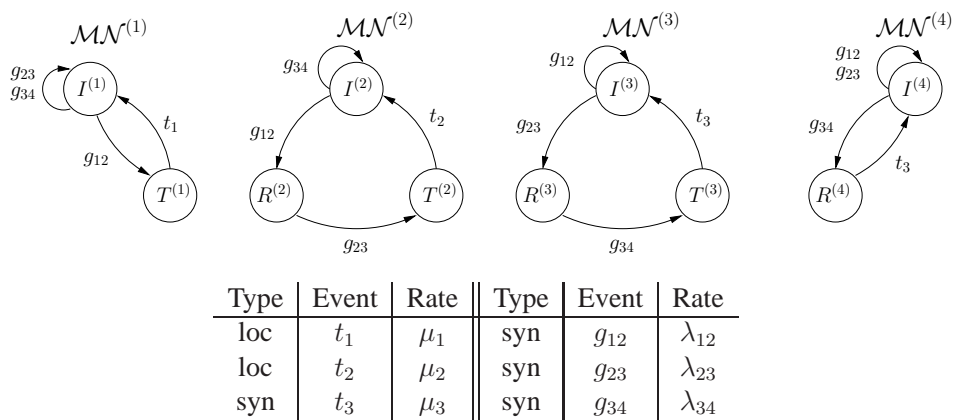 𝓜𝓝⁽¹⁾
𝓜𝓝⁽²⁾
𝓜𝓝⁽³⁾
𝓜𝓝⁽⁴⁾
g₂₃
g₃₄
I⁽¹⁾
t₁
g₁₂
T⁽¹⁾
g₃₄
I⁽²⁾
g₁₂
t₂
R⁽²⁾
T⁽²⁾
g₂₃
g₁₂
I⁽³⁾
g₂₃
t₃
R⁽³⁾
T⁽³⁾
g₃₄
g₁₂
g₂₃
I⁽⁴⁾
g₃₄
t₃
R⁽⁴⁾
Type Event Rate Type Event Rate
loc t₁ μ₁ syn g₁₂ λ₁₂
loc t₂ μ₂ syn g₂₃ λ₂₃
syn t₃ μ₃ syn g₃₄ λ₃₄